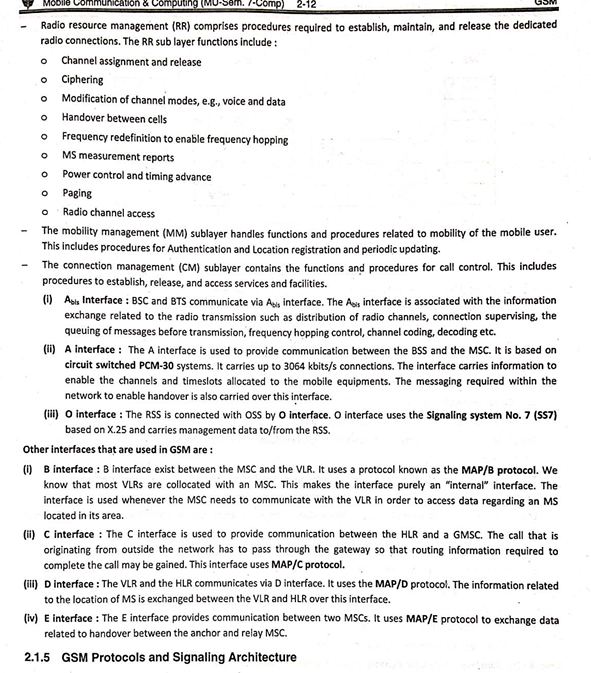 Mobile Communication & Computing (MU-Sem. 7-Comp) 2-12 GSM
– Radio resource management (RR) comprises procedures required to establish, maintain, and release the dedicated
radio connections. The RR sub layer functions include :
o Channel assignment and release
o Ciphering
o Modification of channel modes, e.g., voice and data
o Handover between cells
o Frequency redefinition to enable frequency hopping
o MS measurement reports
o Power control and timing advance
o Paging
o Radio channel access
– The mobility management (MM) sublayer handles functions and procedures related to mobility of the mobile user.
This includes procedures for Authentication and Location registration and periodic updating.
– The connection management (CM) sublayer contains the functions and procedures for call control. This includes
procedures to establish, release, and access services and facilities.
(i) Abis Interface : BSC and BTS communicate via Abis interface. The Abis interface is associated with the information
exchange related to the radio transmission such as distribution of radio channels, connection supervising, the
queuing of messages before transmission, frequency hopping control, channel coding, decoding etc.
(ii) A interface : The A interface is used to provide communication between the BSS and the MSC. It is based on
circuit switched PCM-30 systems. It carries up to 3064 kbits/s connections. The interface carries information to
enable the channels and timeslots allocated to the mobile equipments. The messaging required within the
network to enable handover is also carried over this interface.
(iii) O interface : The RSS is connected with OSS by O interface. O interface uses the Signaling system No. 7 (SS7)
based on X.25 and carries management data to/from the RSS.
Other interfaces that are used in GSM are :
(i) B interface : B interface exist between the MSC and the VLR. It uses a protocol known as the MAP/B protocol. We
know that most VLRs are collocated with an MSC. This makes the interface purely an "internal" interface. The
interface is used whenever the MSC needs to communicate with the VLR in order to access data regarding an MS
located in its area.
(ii) C interface : The C interface is used to provide communication between the HLR and a GMSC. The call that is
originating from outside the network has to pass through the gateway so that routing information required to
complete the call may be gained. This interface uses MAP/C protocol.
(iii) D interface : The VLR and the HLR communicates via D interface. It uses the MAP/D protocol. The information related
to the location of MS is exchanged between the VLR and HLR over this interface.
(iv) E interface : The E interface provides communication between two MSCs. It uses MAP/E protocol to exchange data
related to handover between the anchor and relay MSC.
2.1.5 GSM Protocols and Signaling Architecture